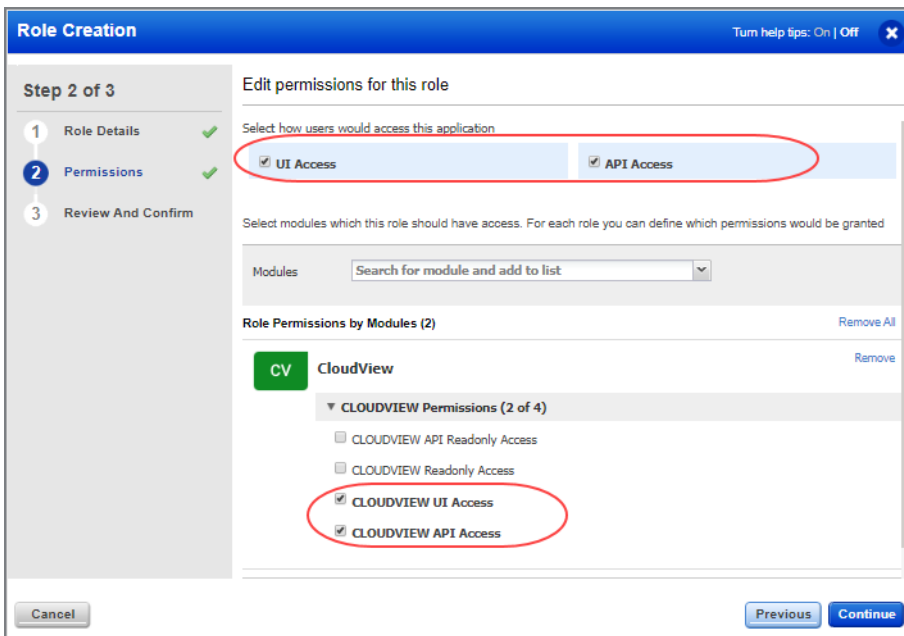 Role Creation
Turn help tips: On | Off
Step 2 of 3
1 Role Details
2 Permissions
3 Review And Confirm
Edit permissions for this role
Select how users would access this application
UI Access
API Access
Select modules which this role should have access. For each role you can define which permissions would be granted
Modules
Search for module and add to list
Role Permissions by Modules (2)
Remove All
CV
CloudView
Remove
CLOUDVIEW Permissions (2 of 4)
CLOUDVIEW API Readonly Access
CLOUDVIEW Readonly Access
CLOUDVIEW UI Access
CLOUDVIEW API Access
Cancel
Previous
Continue